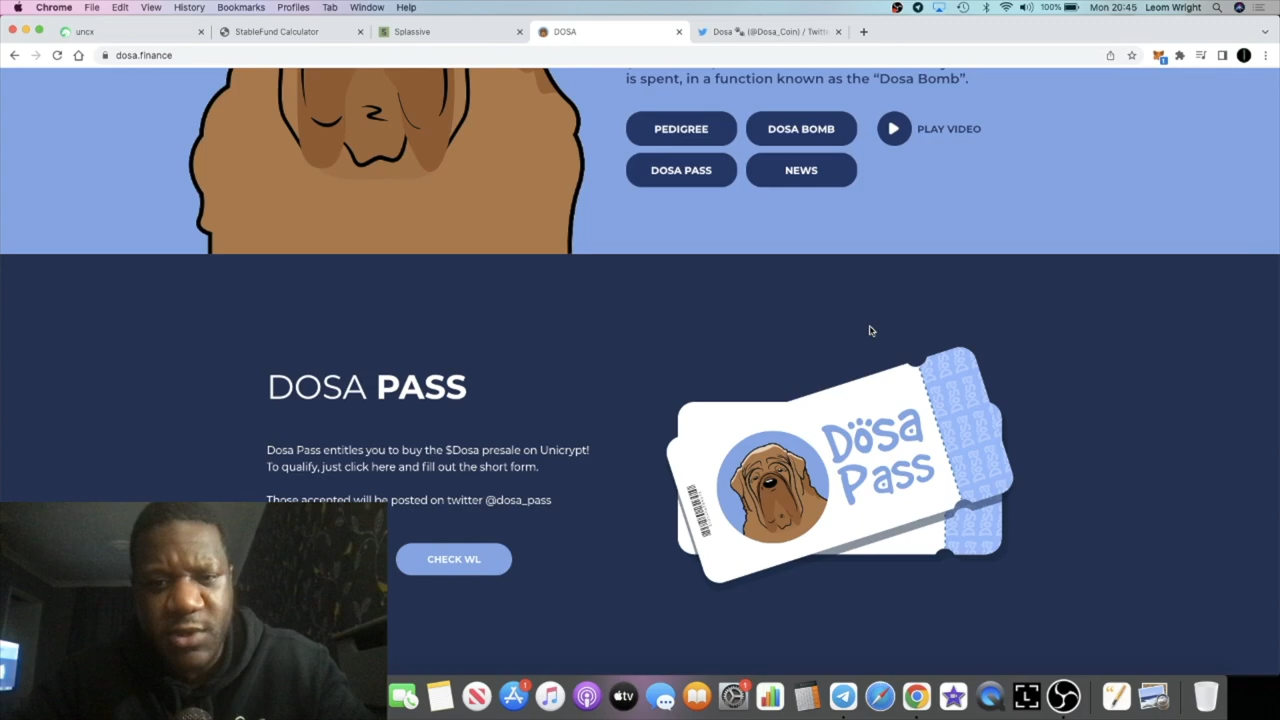 Chrome File Edit View History Bookmarks Profiles Tab Window Help 100% Mon 20:45 Leom Wright
uncx StableFund Calculator Splassive DOSA Dosa 🐾 (@Dosa_Coin) / Twitt
dosa.finance
is spent, in a function known as the “Dosa Bomb”.
PEDIGREE DOSA BOMB PLAY VIDEO
DOSA PASS NEWS
DOSA PASS
Dosa Pass entitles you to buy the $Dosa presale on Unicrypt!
To qualify, just click here and fill out the short form.
Those accepted will be posted on twitter @dosa_pass
CHECK WL
Dosa
Pass
tv